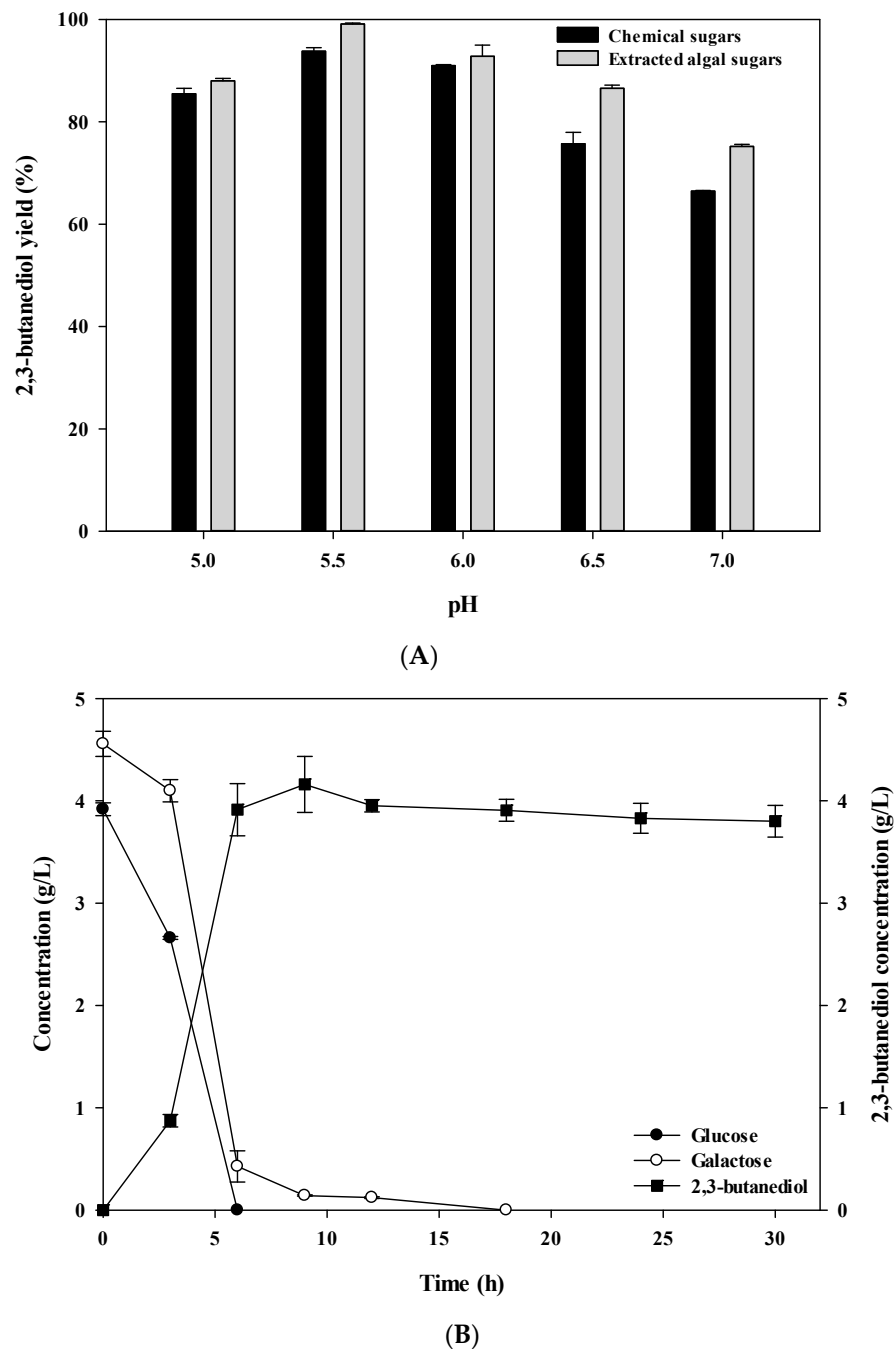 100
80
60
40
20
0
2,3-butanediol yield (%)
Chemical sugars
Extracted algal sugars
5.0 5.5 6.0 6.5 7.0
pH
(A)
5
4
3
2
1
0
Concentration (g/L)
5
4
3
2
1
0
2,3-butanediol concentration (g/L)
Glucose
Galactose
2,3-butanediol
0 5 10 15 20 25 30
Time (h)
(B)